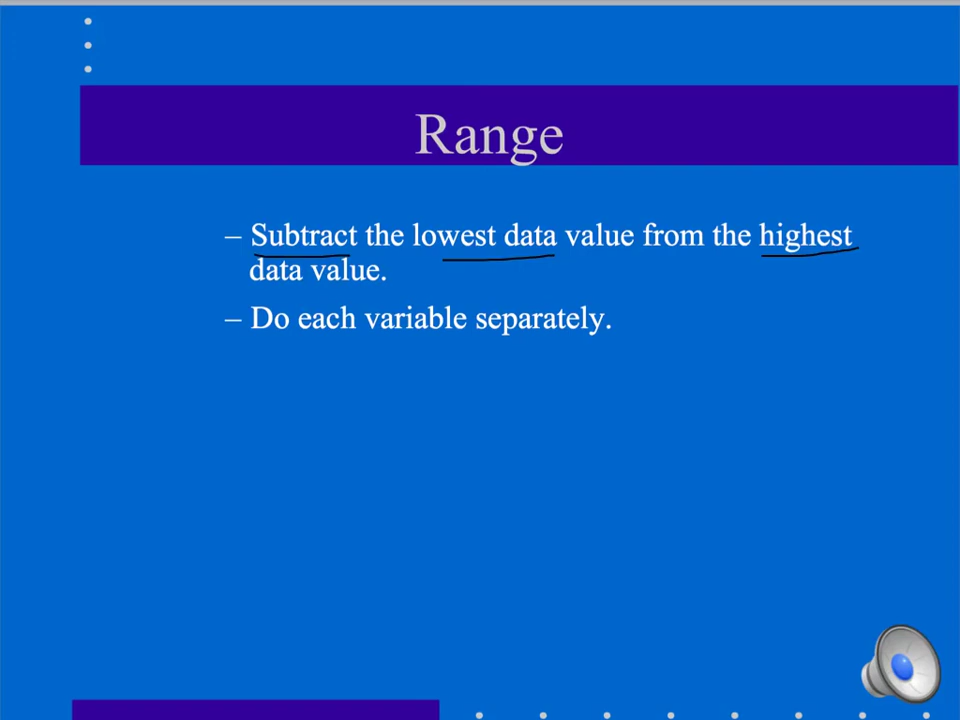 Range
– Subtract the lowest data value from the highest
data value.
– Do each variable separately.